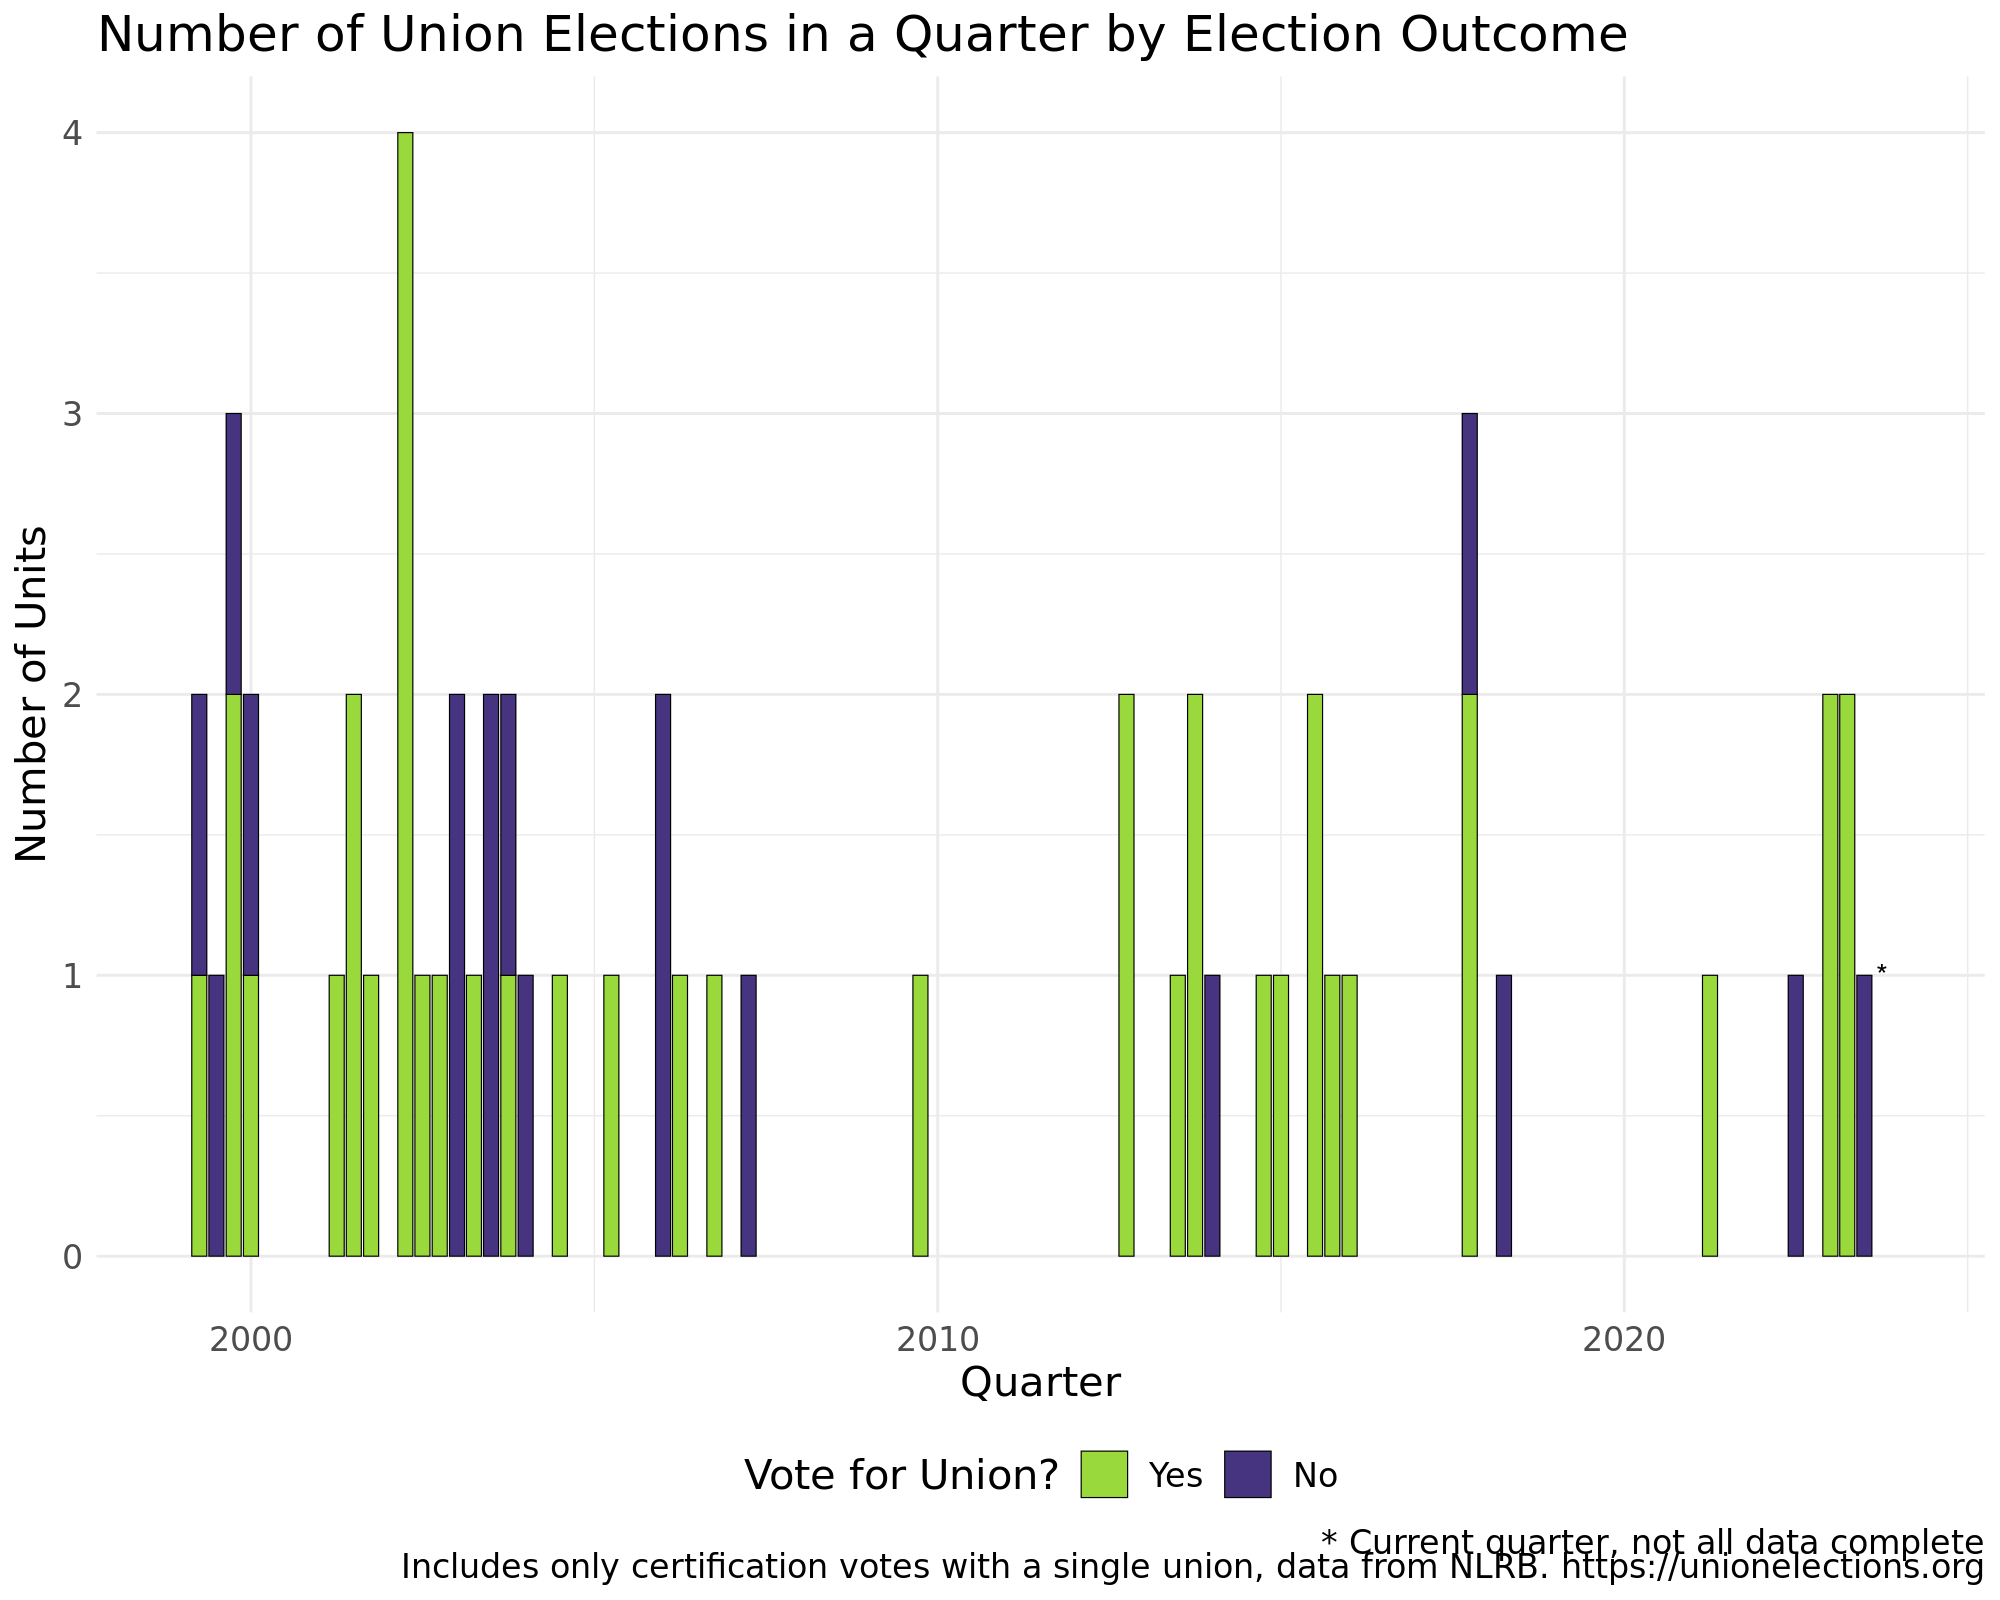 Number of Union Elections in a Quarter by Election Outcome
4
3
2
1
0
*
Number of Units
2000
2010
2020
Quarter
Vote for Union?
Yes
No
* Current quarter, not all data complete
Includes only certification votes with a single union, data from NLRB. https://unionelections.org